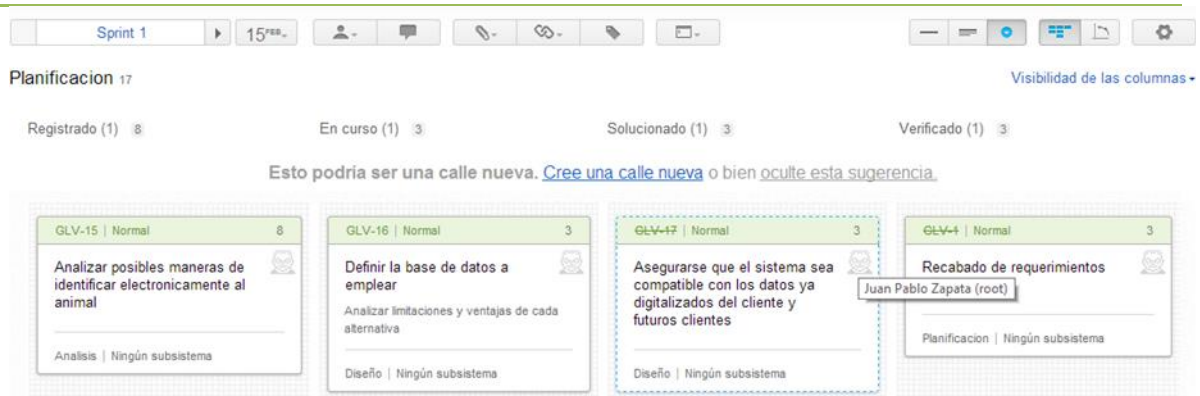 Sprint 1
15 FEB.
Planificacion 17
Visibilidad de las columnas
Registrado (1) 8
En curso (1) 3
Solucionado (1) 3
Verificado (1) 3
Esto podría ser una calle nueva. Cree una calle nueva o bien oculte esta sugerencia.
GLV-15 | Normal 8
Analizar posibles maneras de
identificar electronicamente al
animal
Analisis | Ningún subsistema
GLV-16 | Normal 3
Definir la base de datos a
emplear
Analizar limitaciones y ventajas de cada
alternativa
Diseño | Ningún subsistema
GLV-17 | Normal 3
Asegurarse que el sistema sea
compatible con los datos ya
digitalizados del cliente y
futuros clientes
Diseño | Ningún subsistema
GLV-1 | Normal 3
Recabado de requerimientos
Juan Pablo Zapata (root)
Planificacion | Ningún subsistema